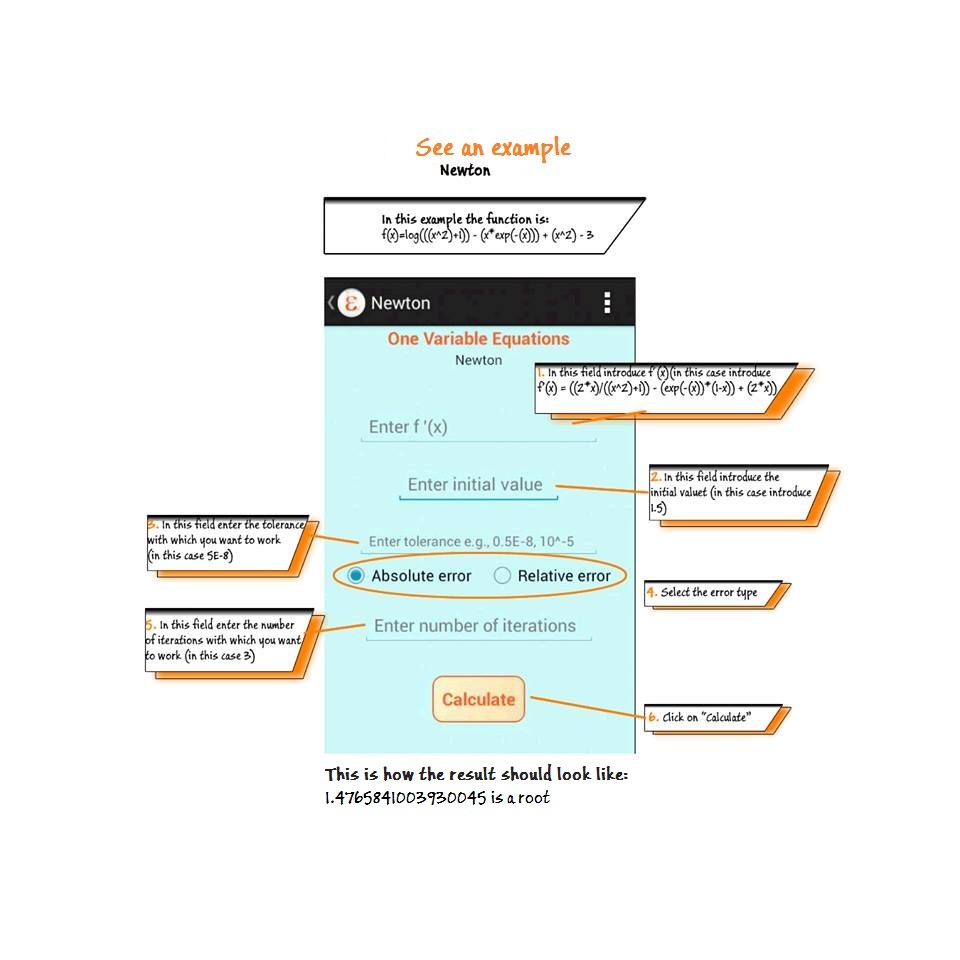 See an example
Newton
In this example the function is:
f(x)=log(((x^2)+1)) - (x*exp(-(x))) + (x^2) - 3
ε Newton
One Variable Equations
Newton
1. In this field introduce f'(x)(in this case introduce
f'(x) = ((2*x)/((x^2)+1)) - (exp(-(x))*(1-x)) + (2*x))
Enter f '(x)
Enter initial value
2. In this field introduce the
initial valuet (in this case introduce
1.5)
3. In this field enter the tolerance
with which you want to work
(in this case 5E-8)
Enter tolerance e.g., 0.5E-8, 10^-5
Absolute error Relative error
4. Select the error type
5. In this field enter the number
of iterations with which you want
to work (in this case 3)
Enter number of iterations
Calculate
6. Click on "Calculate"
This is how the result should look like:
1.4765841003930045 is a root